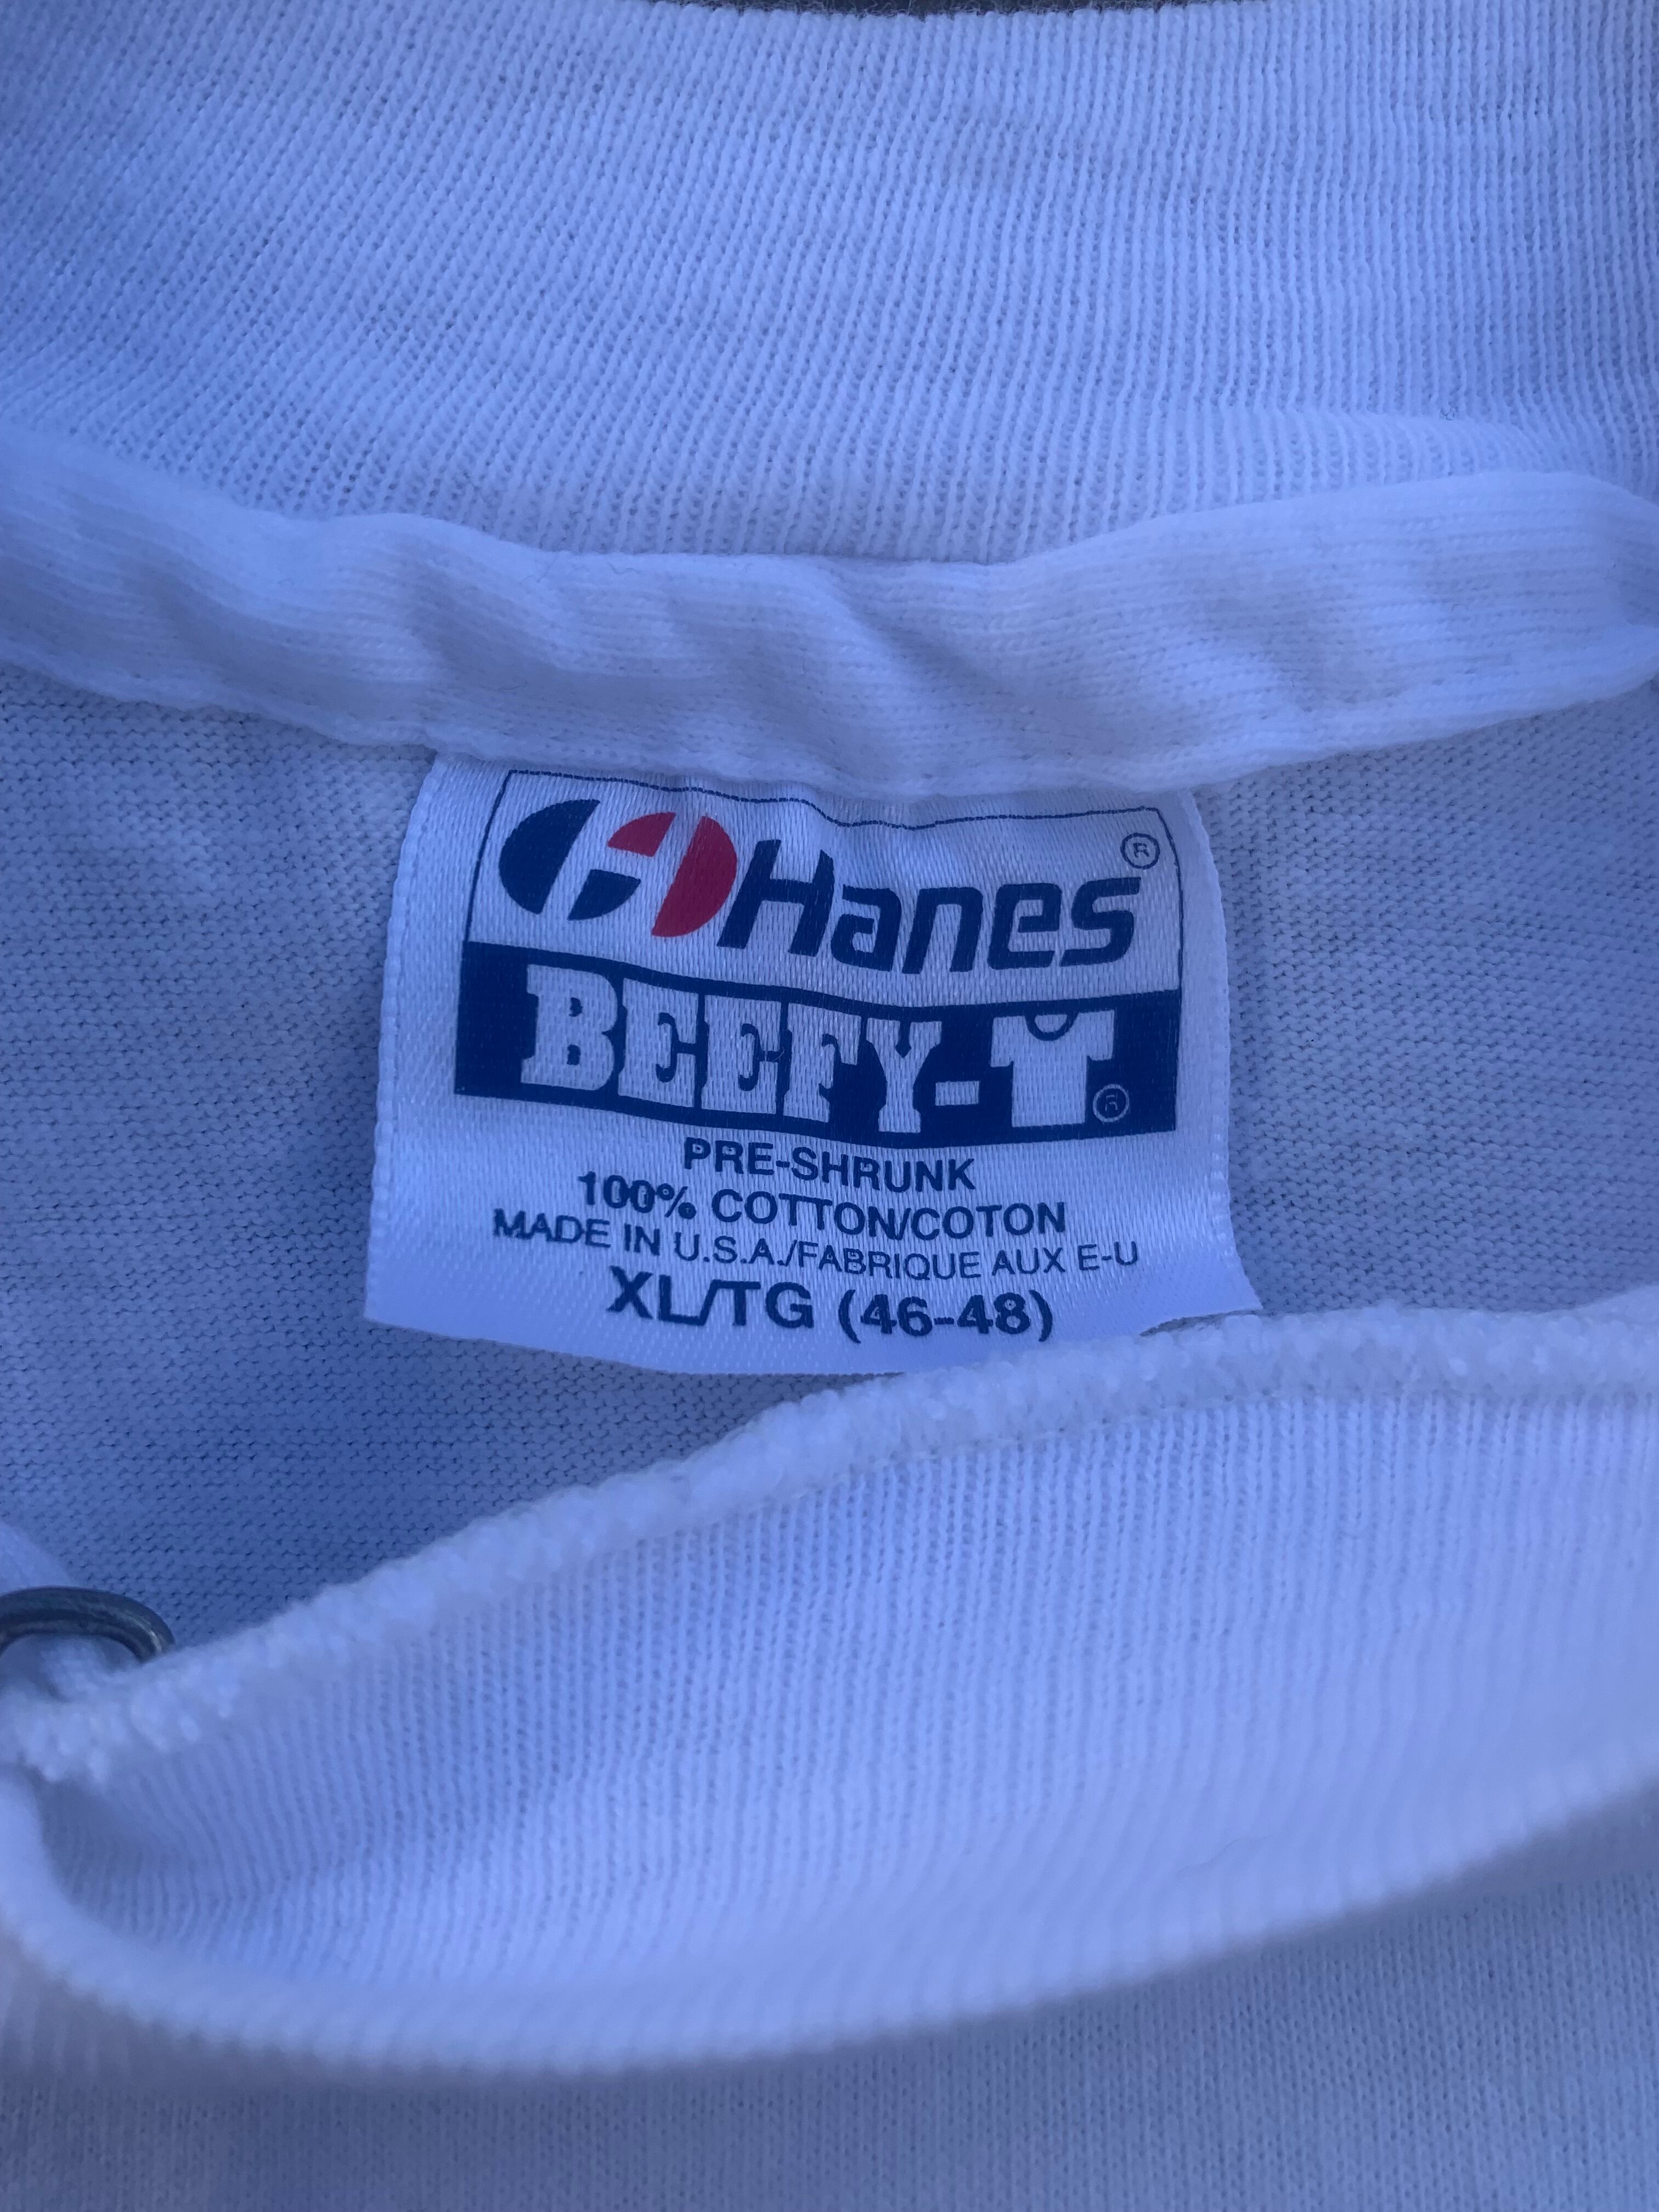 Hanes®
BEEFY-T®
PRE-SHRUNK
100% COTTON/COTON
MADE IN U.S.A./FABRIQUE AUX E-U
XL/TG (46-48)